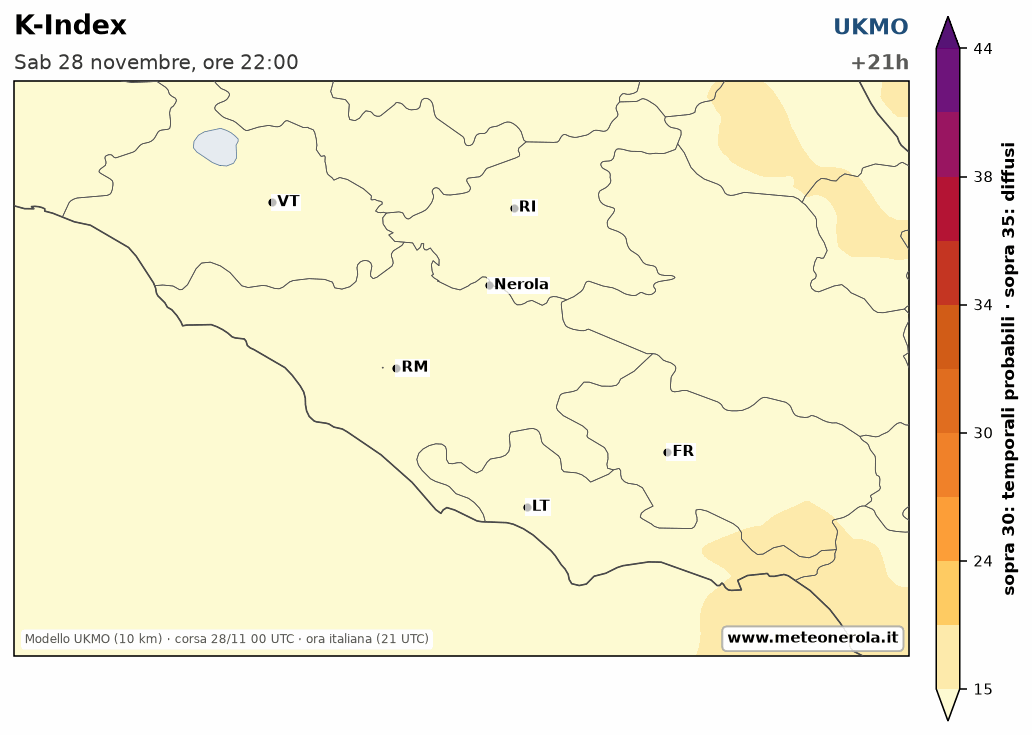 K-Index
UKMO
Sab 28 novembre, ore 22:00
+21h
44
38
34
30
24
15
sopra 30: temporali probabili · sopra 35: diffusi
VT
RI
Nerola
RM
FR
LT
Modello UKMO (10 km) · corsa 28/11 00 UTC · ora italiana (21 UTC)
www.meteonerola.it